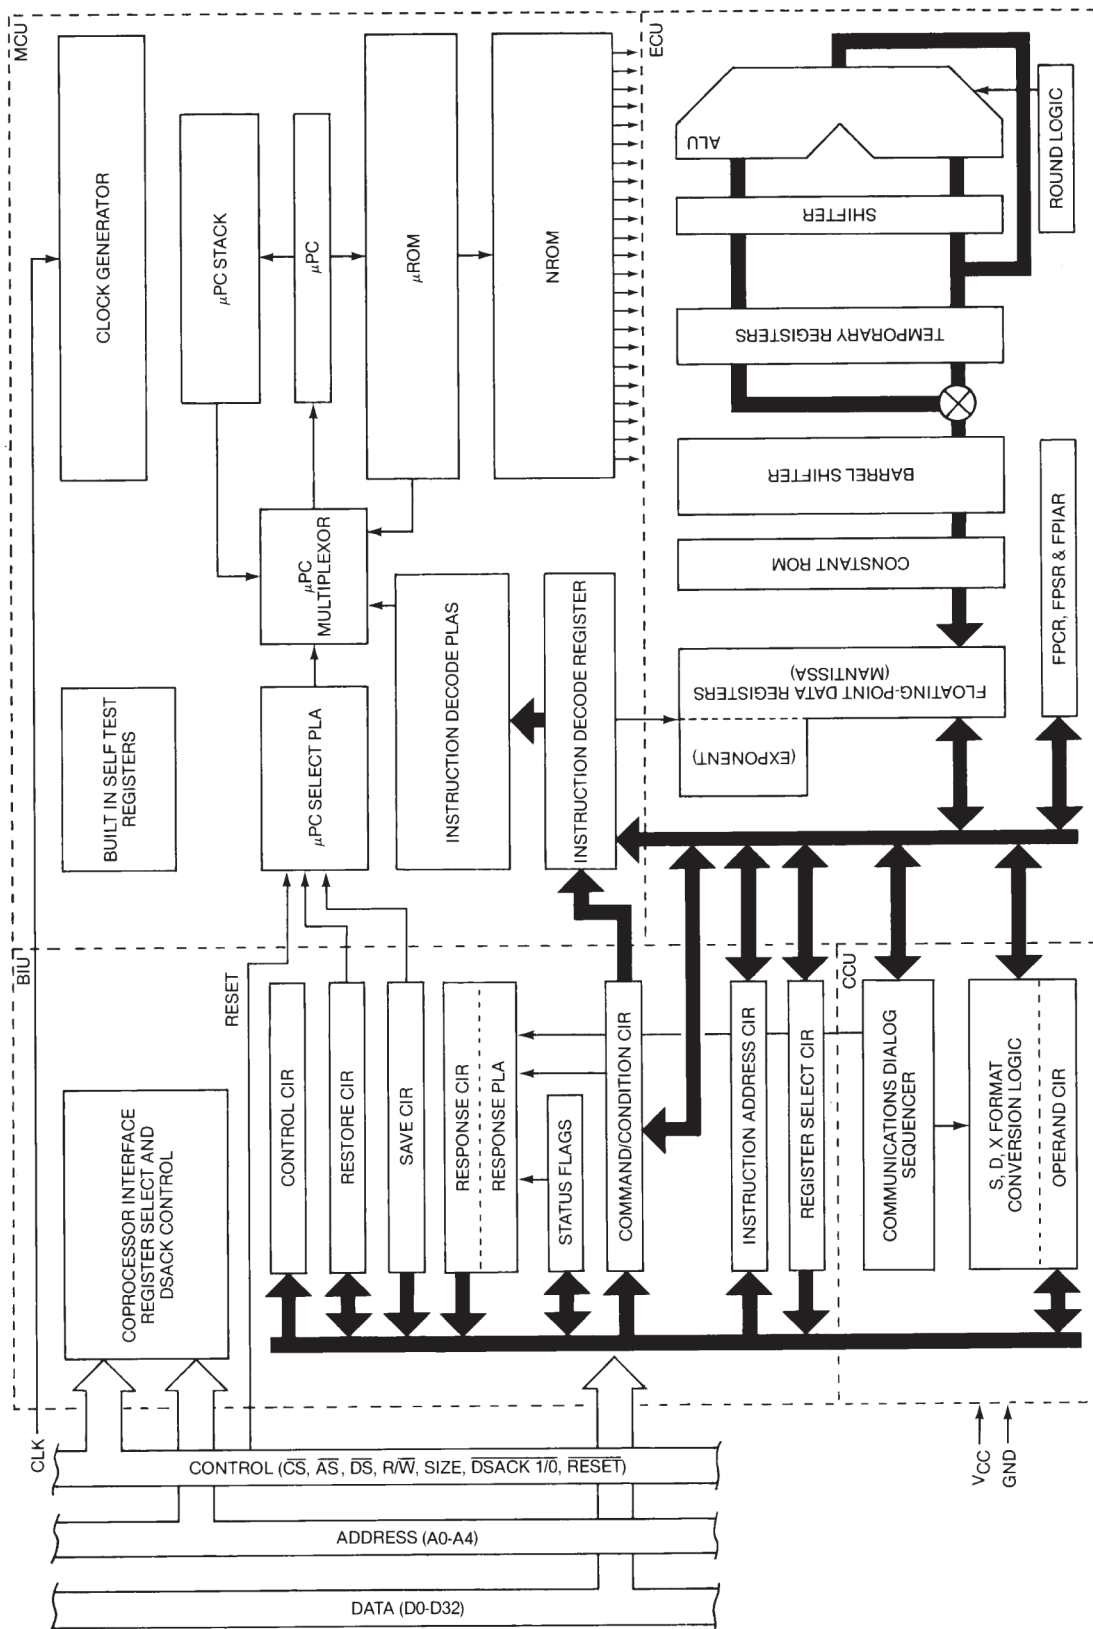 MCU
CLOCK GENERATOR
μPC STACK
μPC
μROM
NROM
μPC
MULTIPLEXOR
INSTRUCTION DECODE PLAS
INSTRUCTION DECODE REGISTER
BUILT IN SELF TEST
REGISTERS
μPC SELECT PLA
ECU
ALU
ROUND LOGIC
SHIFTER
TEMPORARY REGISTERS
BARREL SHIFTER
CONSTANT ROM
FLOATING-POINT DATA REGISTERS
(MANTISSA)
(EXPONENT)
FPCR, FPSR & FPIAR
BIU
RESET
COPROCESSOR INTERFACE
REGISTER SELECT AND
DSACK CONTROL
CONTROL CIR
RESTORE CIR
SAVE CIR
RESPONSE CIR
RESPONSE PLA
STATUS FLAGS
COMMAND/CONDITION CIR
INSTRUCTION ADDRESS CIR
REGISTER SELECT CIR
CCU
COMMUNICATIONS DIALOG
SEQUENCER
S, D, X FORMAT
CONVERSION LOGIC
OPERAND CIR
CLK
CONTROL (C̅S̅, A̅S̅, D̅S̅, R/W̅, SIZE, D̅S̅A̅C̅K̅ 1̅/̅0̅, R̅E̅S̅E̅T̅)
ADDRESS (A0-A4)
DATA (D0-D32)
VCC
GND